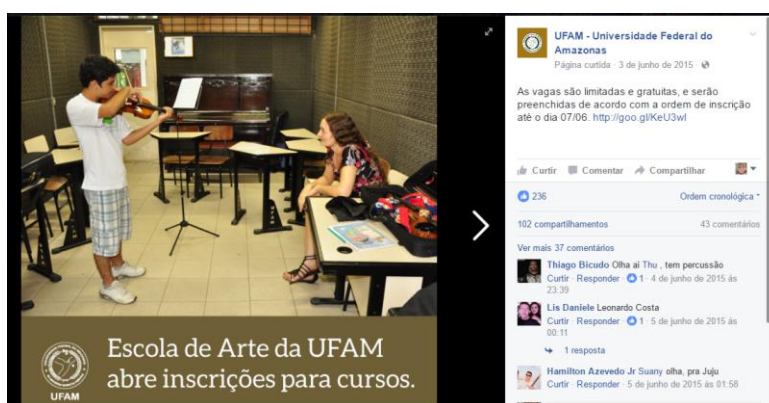 Escola de Arte da UFAM
abre inscrições para cursos.
UFAM
UFAM - Universidade Federal do
Amazonas
Página curtida · 3 de junho de 2015 ·
As vagas são limitadas e gratuitas, e serão
preenchidas de acordo com a ordem de inscrição
até o dia 07/06. http://goo.gl/KeU3wl
Curtir Comentar Compartilhar
236 Ordem cronológica
102 compartilhamentos 43 comentários
Ver mais 37 comentários
Thiago Bicudo Olha ai Thu , tem percussão
Curtir · Responder · 1 · 4 de junho de 2015 às
23:39
Lis Daniele Leonardo Costa
Curtir · Responder · 1 · 5 de junho de 2015 às
00:11
1 resposta
Hamilton Azevedo Jr Suany olha, pra Juju
Curtir · Responder · 5 de junho de 2015 às 01:58